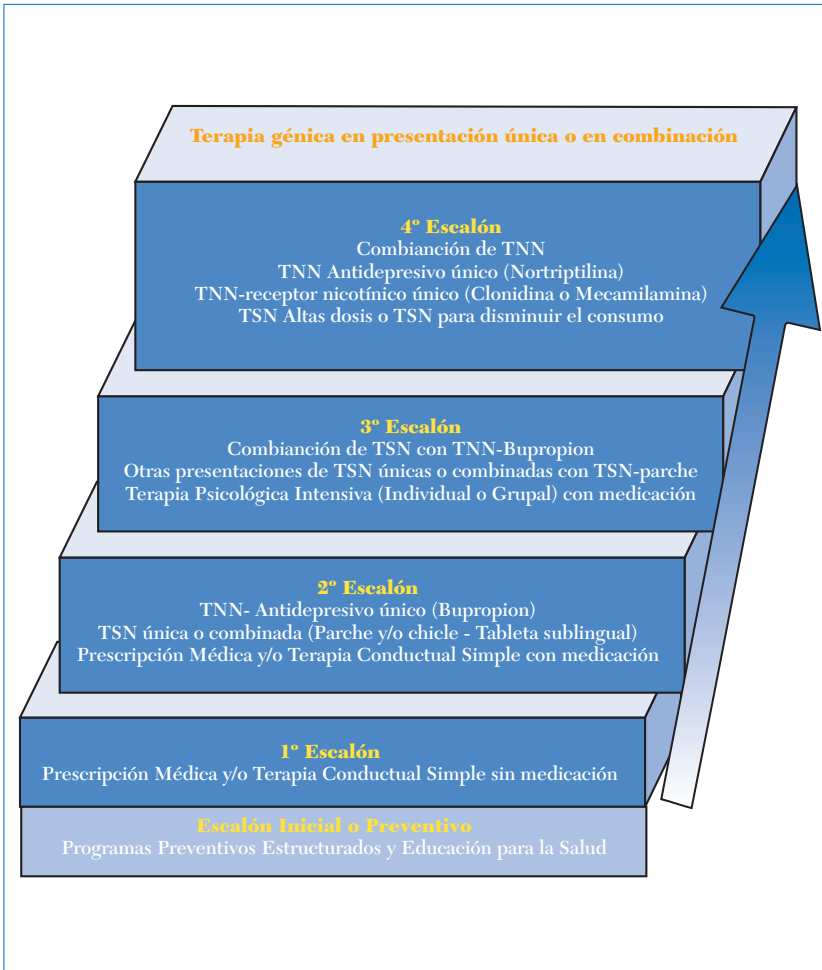 Terapia génica en presentación única o en combinación
4º Escalón
Combianción de TNN
TNN Antidepresivo único (Nortriptilina)
TNN-receptor nicotínico único (Clonidina o Mecamilamina)
TSN Altas dosis o TSN para disminuir el consumo
3º Escalón
Combianción de TSN con TNN-Bupropion
Otras presentaciones de TSN únicas o combinadas con TSN-parche
Terapia Psicológica Intensiva (Individual o Grupal) con medicación
2º Escalón
TNN- Antidepresivo único (Bupropion)
TSN única o combinada (Parche y/o chicle - Tableta sublingual)
Prescripción Médica y/o Terapia Conductual Simple con medicación
1º Escalón
Prescripción Médica y/o Terapia Conductual Simple sin medicación
Escalón Inicial o Preventivo
Programas Preventivos Estructurados y Educación para la Salud